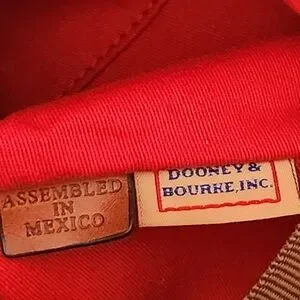 ASSEMBLED
IN
MEXICO
DOONEY &
BOURKE, INC.